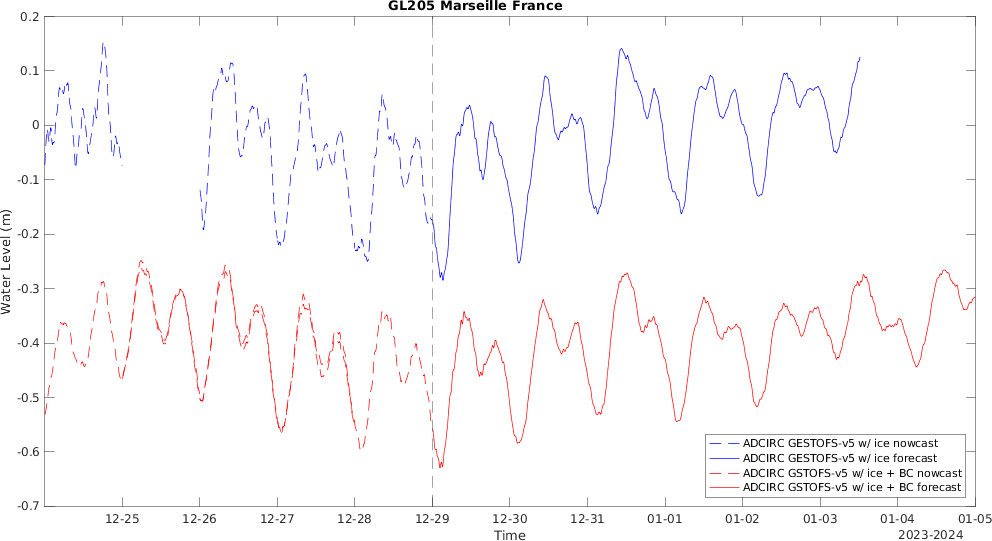 GL205 Marseille France
0.2
0.1
0
-0.1
-0.2
-0.3
-0.4
-0.5
-0.6
-0.7
Water Level (m)
ADCIRC GESTOFS-v5 w/ ice nowcast
ADCIRC GESTOFS-v5 w/ ice forecast
ADCIRC GSTOFS-v5 w/ ice + BC nowcast
ADCIRC GSTOFS-v5 w/ ice + BC forecast
12-25 12-26 12-27 12-28 12-29 12-30 12-31 01-01 01-02 01-03 01-04 01-05
Time
2023-2024